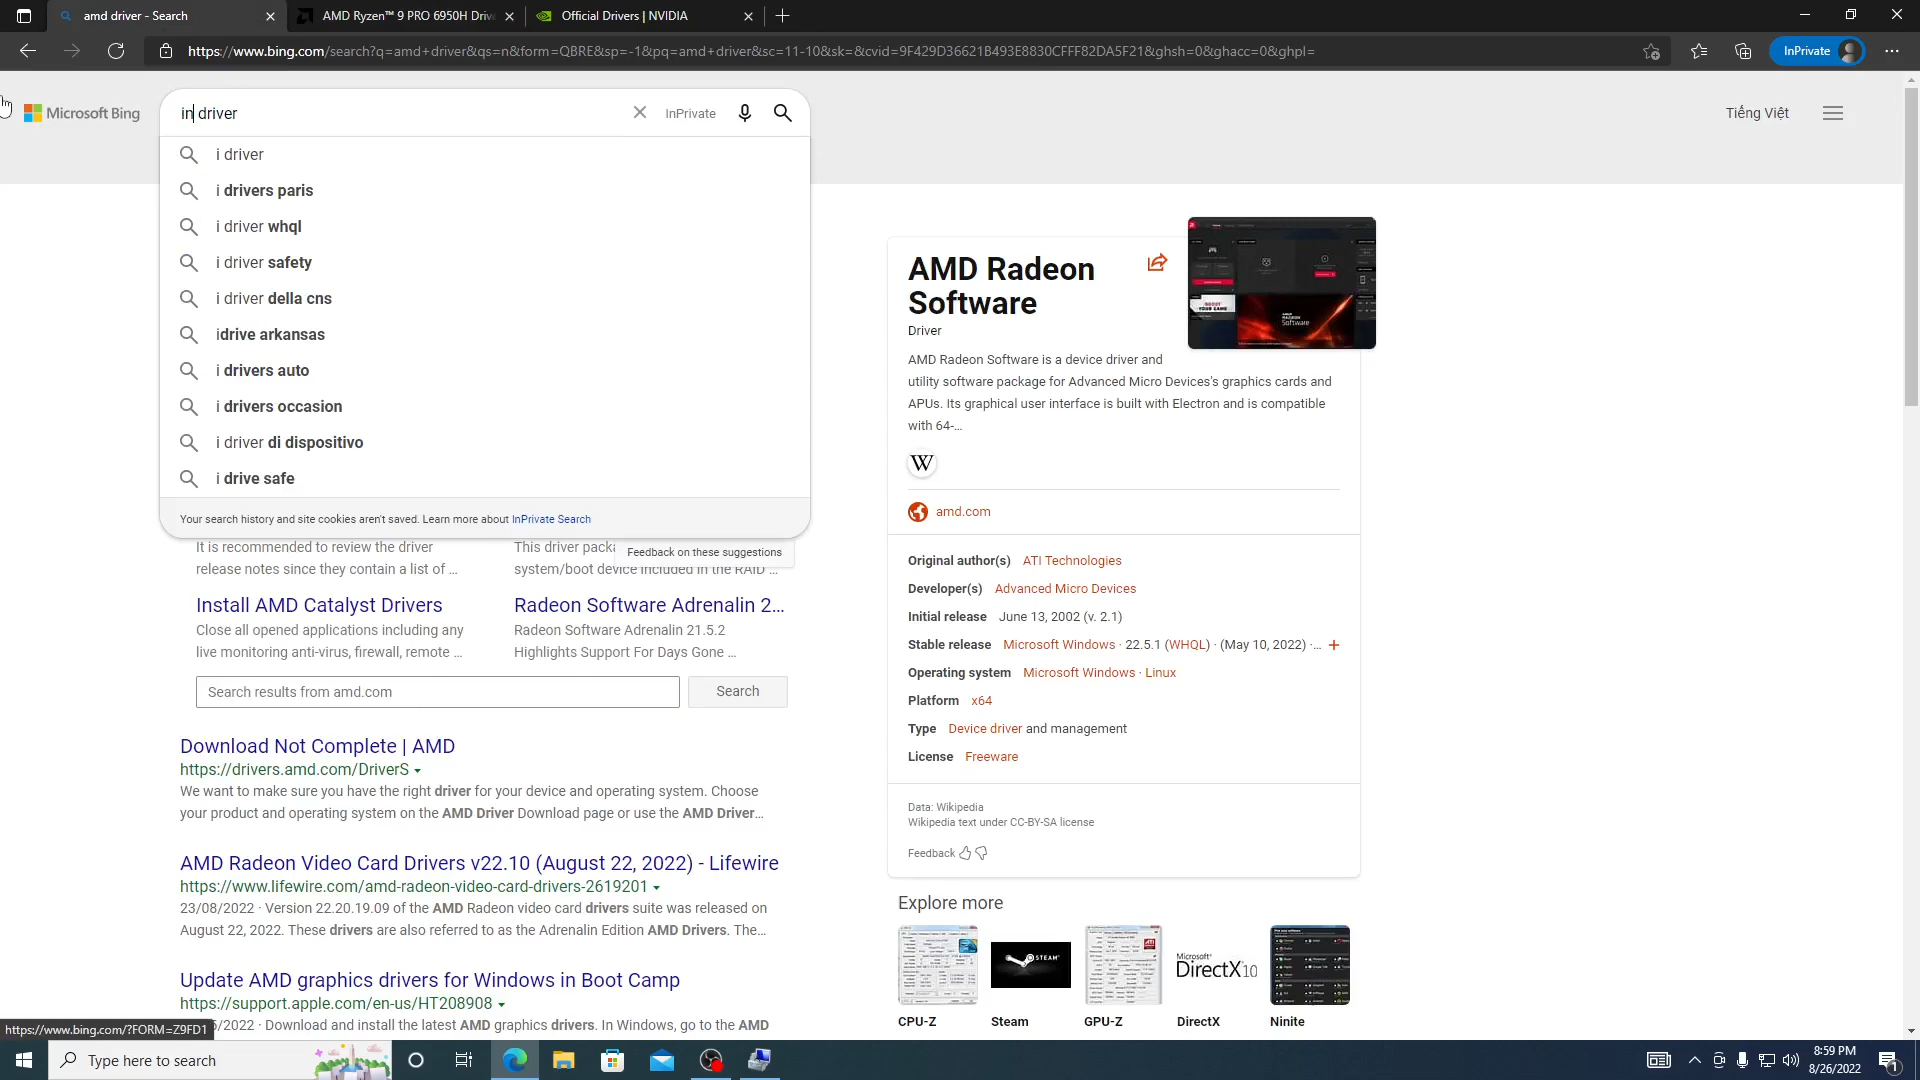 amd driver - Search
AMD Ryzen™ 9 PRO 6950H Driv
Official Drivers | NVIDIA
https://www.bing.com/search?q=amd+driver&qs=n&form=QBRE&sp=-1&pq=amd+driver&sc=11-10&sk=&cvid=9F429D36621B493E8830CFFF82DA5F21&ghsh=0&ghacc=0&ghpl=
InPrivate
Microsoft Bing
in driver
InPrivate
Tiếng Việt
i driver
i drivers paris
i driver whql
i driver safety
i driver della cns
idrive arkansas
i drivers auto
i drivers occasion
i driver di dispositivo
i drive safe
Your search history and site cookies aren't saved. Learn more about InPrivate Search
Feedback on these suggestions
It is recommended to review the driver
release notes since they contain a list of ...
This driver packa
system/boot device included in the RAID ...
Install AMD Catalyst Drivers
Close all opened applications including any
live monitoring anti-virus, firewall, remote ...
Radeon Software Adrenalin 2...
Radeon Software Adrenalin 21.5.2
Highlights Support For Days Gone ...
Search results from amd.com
Search
Download Not Complete | AMD
https://drivers.amd.com/DriverS
We want to make sure you have the right driver for your device and operating system. Choose
your product and operating system on the AMD Driver Download page or use the AMD Driver...
AMD Radeon Video Card Drivers v22.10 (August 22, 2022) - Lifewire
https://www.lifewire.com/amd-radeon-video-card-drivers-2619201
23/08/2022 · Version 22.20.19.09 of the AMD Radeon video card drivers suite was released on
August 22, 2022. These drivers are also referred to as the Adrenalin Edition AMD Drivers. The...
Update AMD graphics drivers for Windows in Boot Camp
https://support.apple.com/en-us/HT208908
5/2022 · Download and install the latest AMD graphics drivers. In Windows, go to the AMD
https://www.bing.com/?FORM=Z9FD1
AMD Radeon
Software
Driver
AMD Radeon Software is a device driver and
utility software package for Advanced Micro Devices's graphics cards and
APUs. Its graphical user interface is built with Electron and is compatible
with 64-...
W
amd.com
Original author(s) ATI Technologies
Developer(s) Advanced Micro Devices
Initial release June 13, 2002 (v. 2.1)
Stable release Microsoft Windows · 22.5.1 (WHQL) · (May 10, 2022) ·... +
Operating system Microsoft Windows · Linux
Platform x64
Type Device driver and management
License Freeware
Data: Wikipedia
Wikipedia text under CC-BY-SA license
Feedback
Explore more
STEAM
Microsoft®
DirectX®10
CPU-Z
Steam
GPU-Z
DirectX
Ninite
Type here to search
8:59 PM
8/26/2022
1